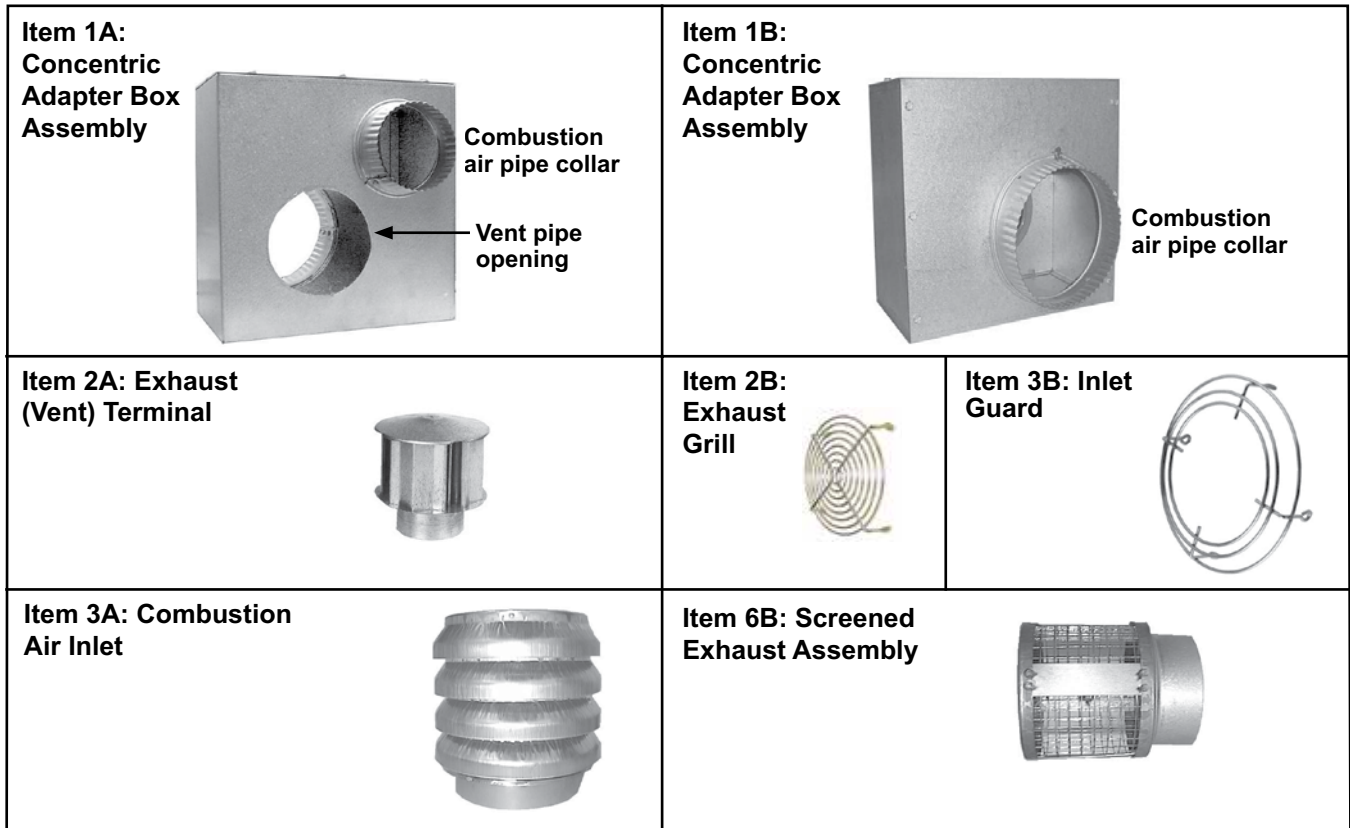 Item 1A:
Concentric
Adapter Box
Assembly
Combustion
air pipe collar
Vent pipe
opening
Item 1B:
Concentric
Adapter Box
Assembly
Combustion
air pipe collar
Item 2A: Exhaust
(Vent) Terminal
Item 2B:
Exhaust
Grill
Item 3B: Inlet
Guard
Item 3A: Combustion
Air Inlet
Item 6B: Screened
Exhaust Assembly